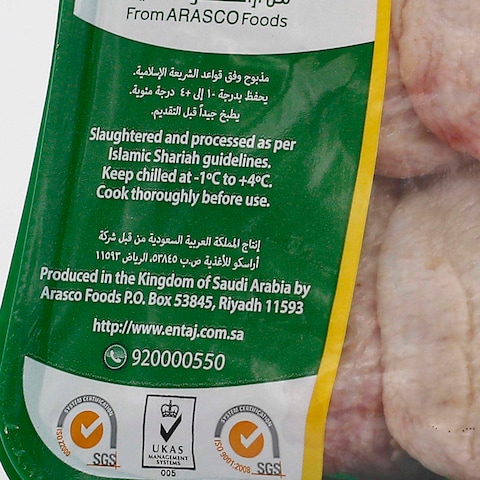 From ARASCO Foods
مذبوح وفق قواعد الشريعة الإسلامية.
يحفظ بدرجة -١ إلى +٤ درجة مئوية.
يطبخ جيداً قبل التقديم.
Slaughtered and processed as per
Islamic Shariah guidelines.
Keep chilled at -1ºC to +4ºC.
Cook thoroughly before use.
إنتاج المملكة العربية السعودية من قبل شركة
أراسكو للأغذية ص.ب ٥٣٨٤٥، الرياض ١١٥٩٣
Produced in the Kingdom of Saudi Arabia by
Arasco Foods P.O. Box 53845, Riyadh 11593
http://www.entaj.com.sa
920000550
SYSTEM CERTIFICATION
ISO 22000
SGS
UKAS
MANAGEMENT
SYSTEMS
005
SYSTEM CERTIFICATION
ISO 9001:2008
SGS